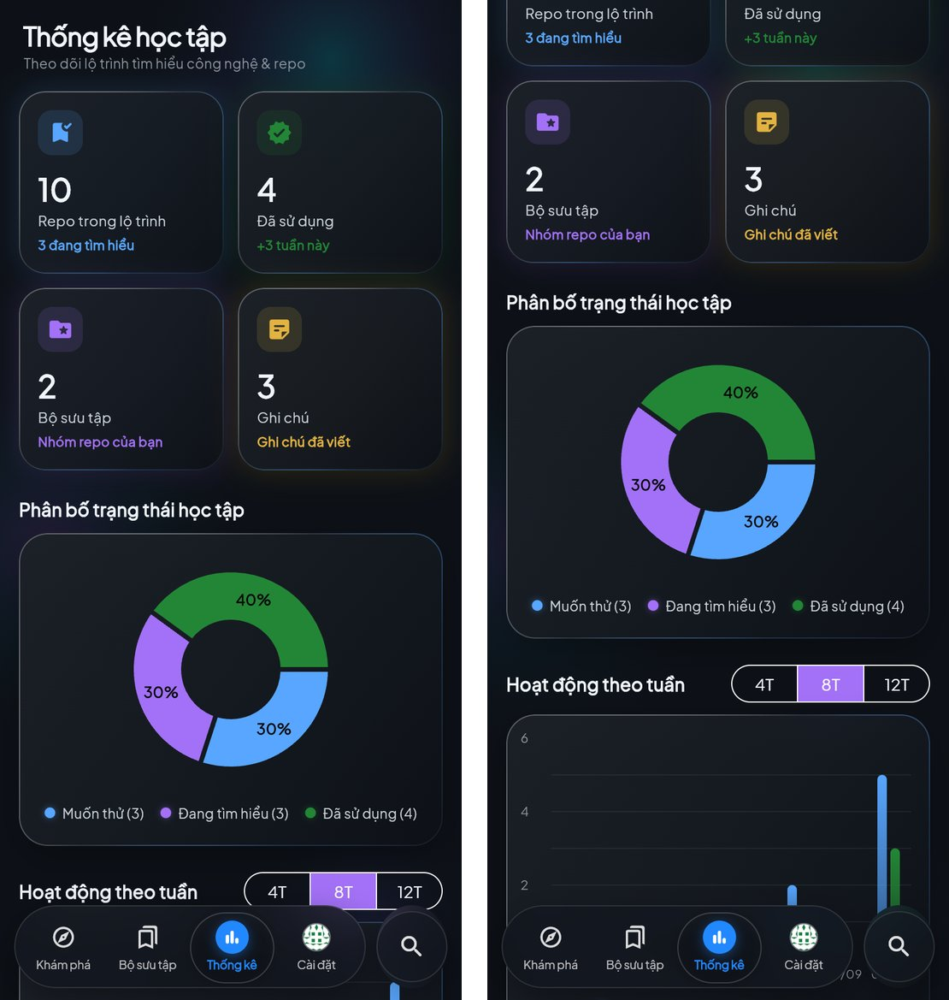 Thống kê học tập
Theo dõi lộ trình tìm hiểu công nghệ & repo
10
Repo trong lộ trình
3 đang tìm hiểu
4
Đã sử dụng
+3 tuần này
2
Bộ sưu tập
Nhóm repo của bạn
3
Ghi chú
Ghi chú đã viết
Phân bố trạng thái học tập
40%
30%
30%
Muốn thử (3) Đang tìm hiểu (3) Đã sử dụng (4)
Hoạt động theo tuần 4T 8T 12T
Khám phá Bộ sưu tập Thống kê Cài đặt
Repo trong lộ trình
3 đang tìm hiểu
Đã sử dụng
+3 tuần này
2
Bộ sưu tập
Nhóm repo của bạn
3
Ghi chú
Ghi chú đã viết
Phân bố trạng thái học tập
40%
30%
30%
Muốn thử (3) Đang tìm hiểu (3) Đã sử dụng (4)
Hoạt động theo tuần 4T 8T 12T
6
4
2
Khám phá Bộ sưu tập Thống kê Cài đặt
/09